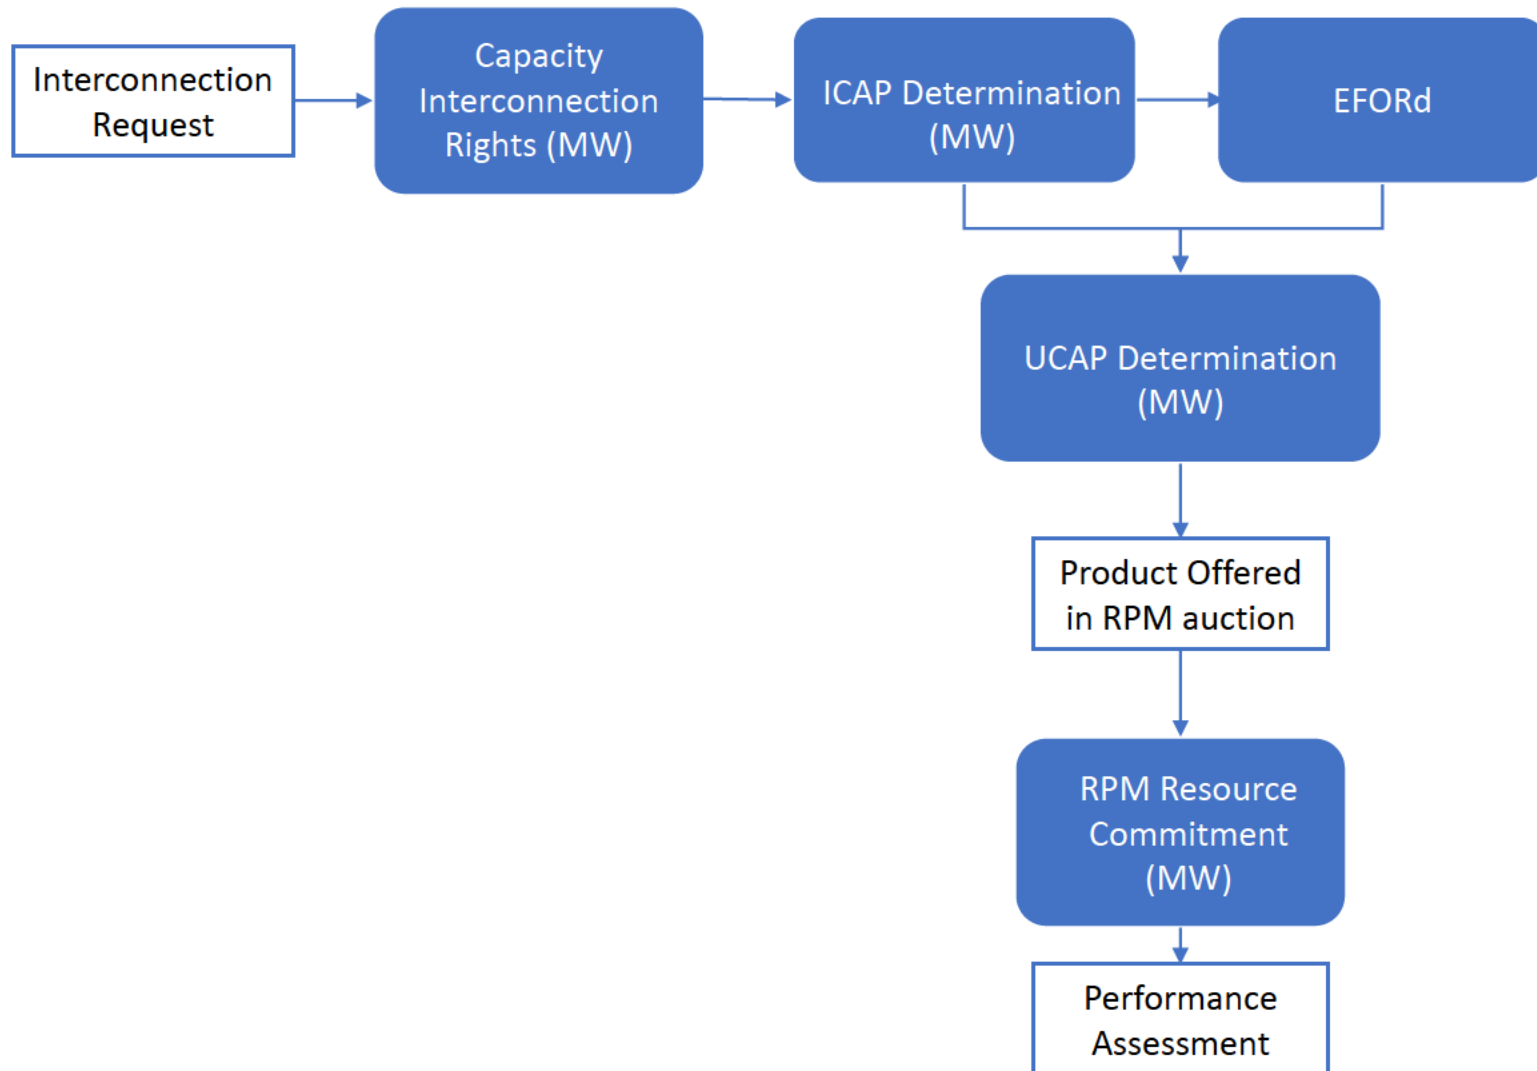 Interconnection
Request
Capacity
Interconnection
Rights (MW)
ICAP Determination
(MW)
EFORd
UCAP Determination
(MW)
Product Offered
in RPM auction
RPM Resource
Commitment
(MW)
Performance
Assessment